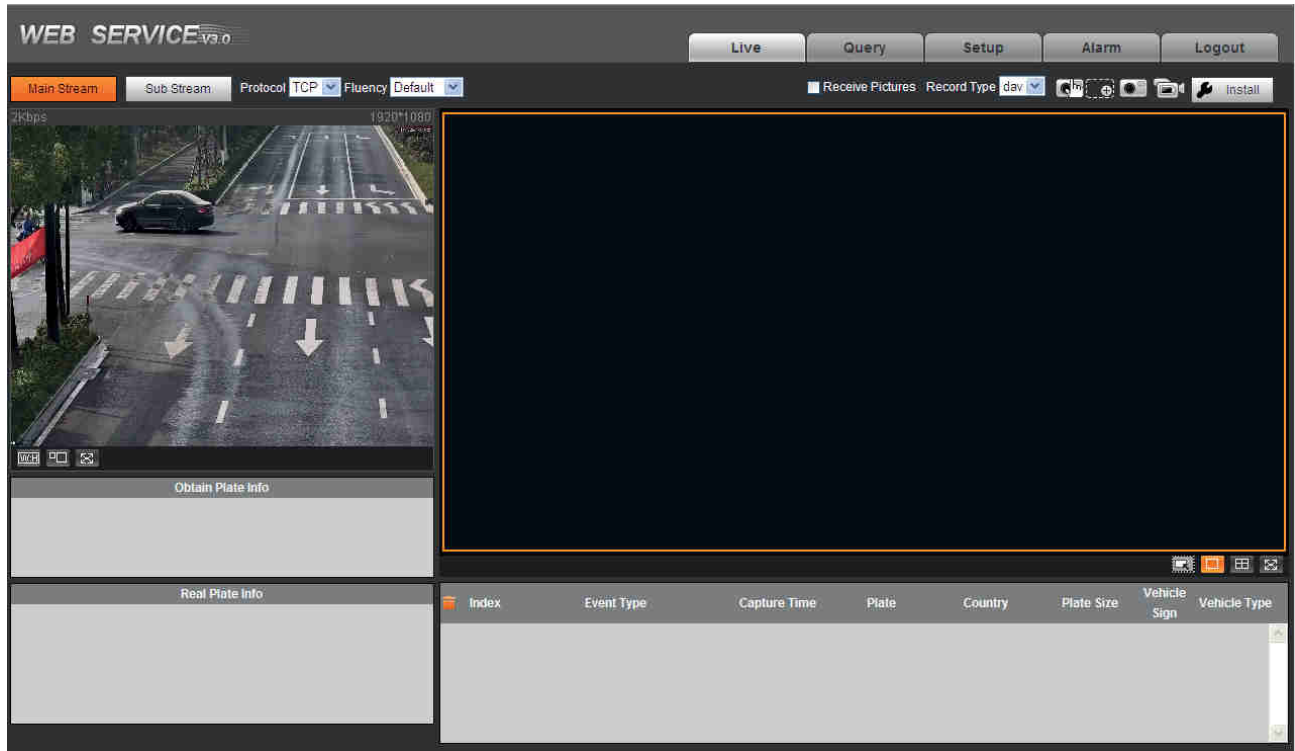 WEB SERVICE V3.0
Live Query Setup Alarm Logout
Main Stream Sub Stream Protocol TCP Fluency Default Receive Pictures Record Type dav Install
2Kbps 1920*1080
W:H
Obtain Plate Info
Real Plate Info
Index Event Type Capture Time Plate Country Plate Size Vehicle Sign Vehicle Type